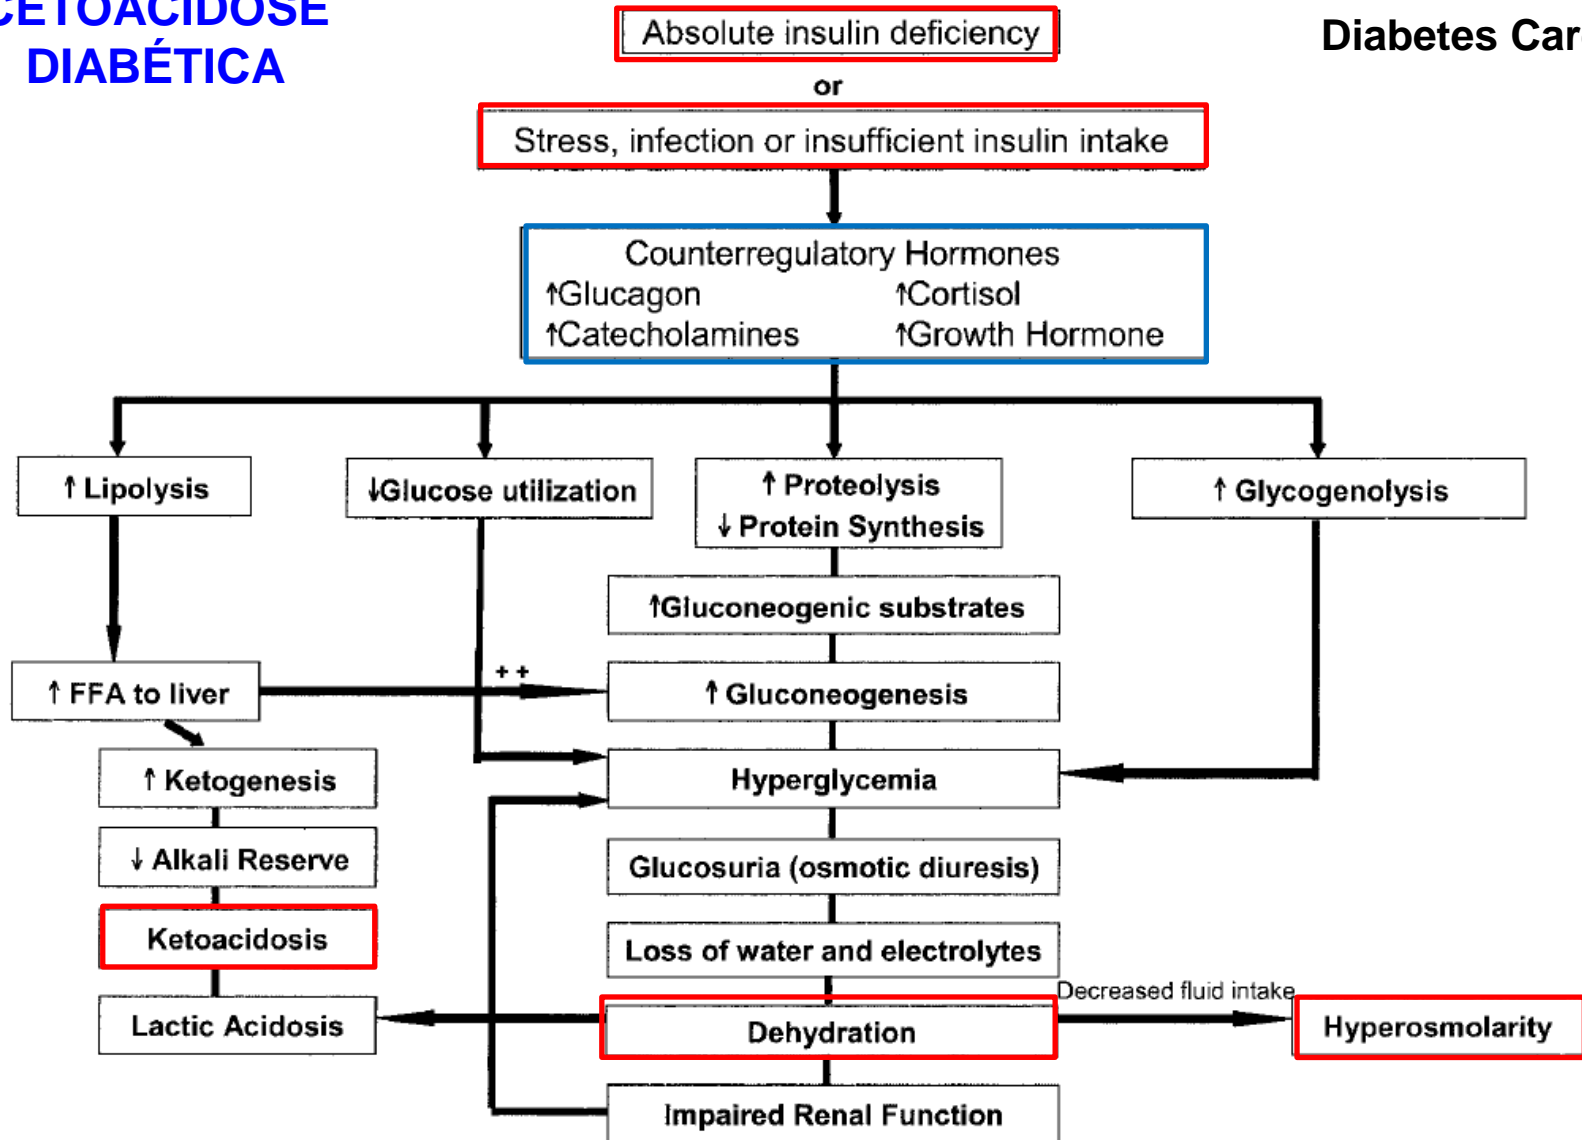 CETOACIDOSE
DIABÉTICA
Diabetes Car
Absolute insulin deficiency
or
Stress, infection or insufficient insulin intake
Counterregulatory Hormones
↑Glucagon ↑Cortisol
↑Catecholamines ↑Growth Hormone
↑ Lipolysis
↓Glucose utilization
↑ Proteolysis
↓ Protein Synthesis
↑ Glycogenolysis
↑Gluconeogenic substrates
↑ FFA to liver
++
↑ Gluconeogenesis
↑ Ketogenesis
Hyperglycemia
↓ Alkali Reserve
Glucosuria (osmotic diuresis)
Ketoacidosis
Loss of water and electrolytes
Decreased fluid intake
Lactic Acidosis
Dehydration
Hyperosmolarity
Impaired Renal Function